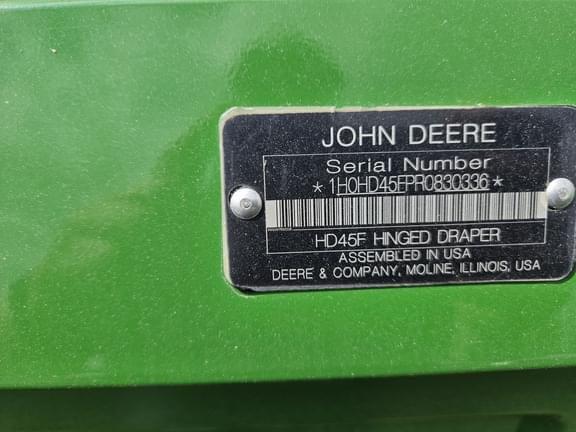 JOHN DEERE
Serial Number
*1H0HD45FPR0830336*
HD45F HINGED DRAPER
ASSEMBLED IN USA
DEERE & COMPANY, MOLINE, ILLINOIS, USA